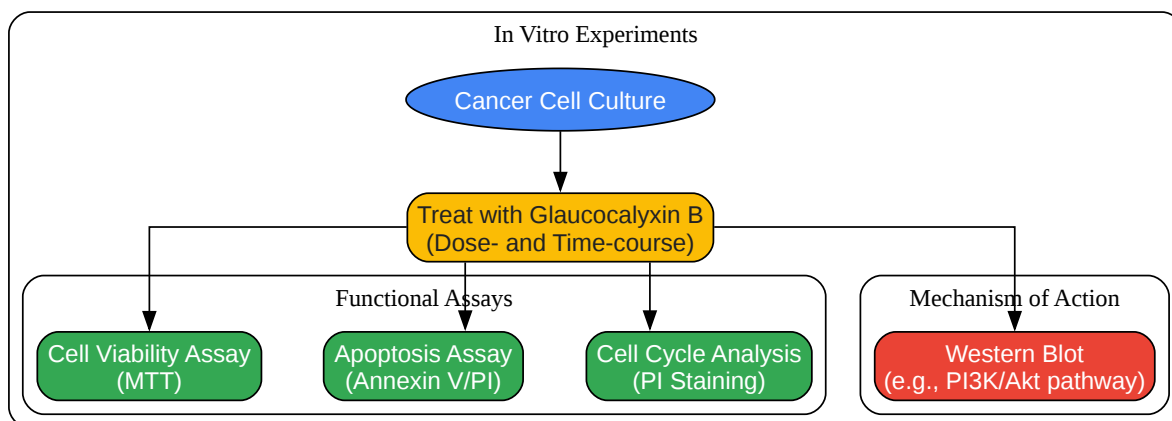 In Vitro Experiments
Cancer Cell Culture
Treat with Glaucocalyxin B
(Dose- and Time-course)
Functional Assays
Mechanism of Action
Cell Viability Assay
(MTT)
Apoptosis Assay
(Annexin V/PI)
Cell Cycle Analysis
(PI Staining)
Western Blot
(e.g., PI3K/Akt pathway)